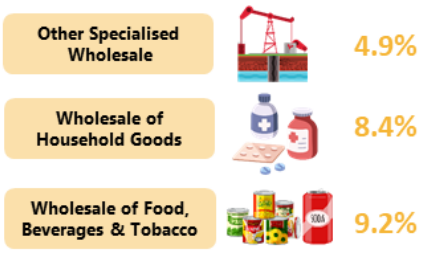 Other Specialised
Wholesale
4.9%
Wholesale of
Household Goods
8.4%
Wholesale of Food,
Beverages & Tobacco
SODA
9.2%